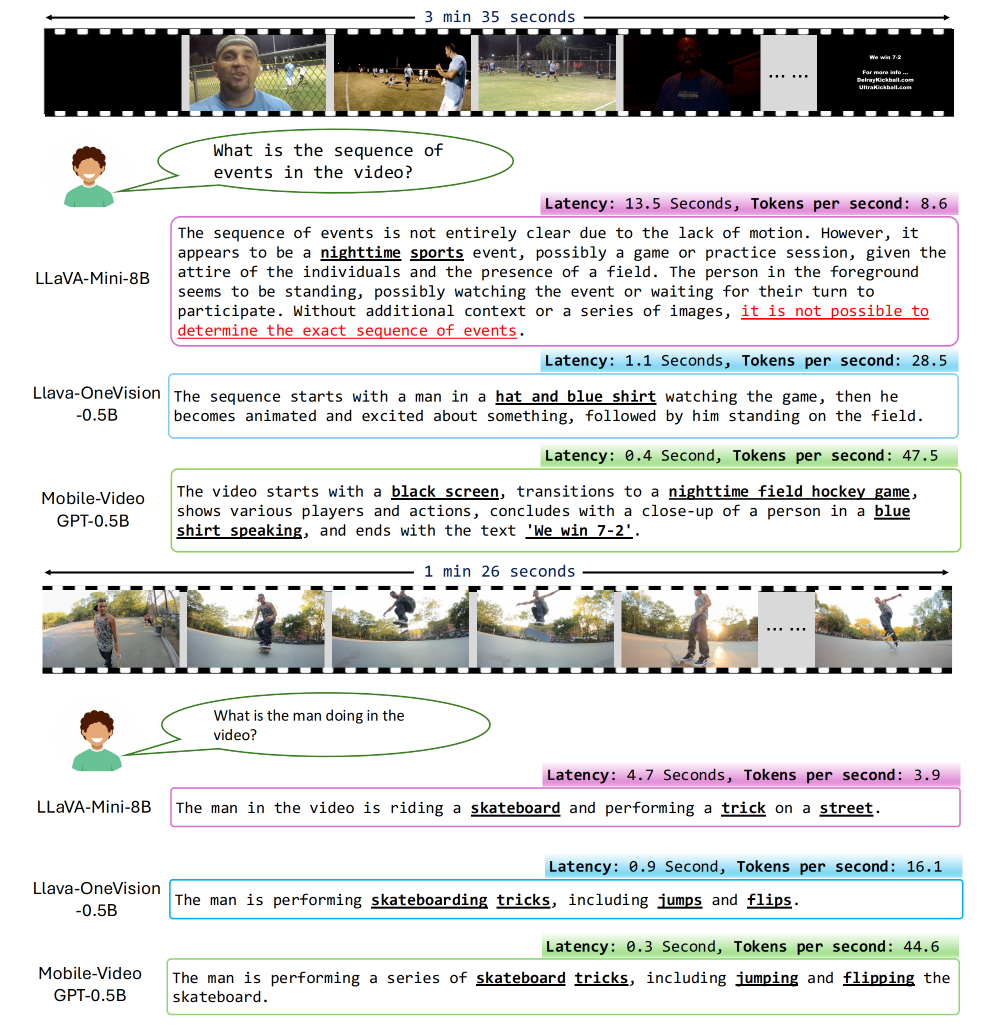 3 min 35 seconds
... ...
We win 7-2
For more info ...
DelrayKickball.com
UltraKickball.com
What is the sequence of
events in the video?
Latency: 13.5 Seconds, Tokens per second: 8.6
LLaVA-Mini-8B
The sequence of events is not entirely clear due to the lack of motion. However, it
appears to be a nighttime sports event, possibly a game or practice session, given the
attire of the individuals and the presence of a field. The person in the foreground
seems to be standing, possibly watching the event or waiting for their turn to
participate. Without additional context or a series of images, it is not possible to
determine the exact sequence of events.
Latency: 1.1 Seconds, Tokens per second: 28.5
Llava-OneVision
-0.5B
The sequence starts with a man in a hat and blue shirt watching the game, then he
becomes animated and excited about something, followed by him standing on the field.
Latency: 0.4 Second, Tokens per second: 47.5
Mobile-Video
GPT-0.5B
The video starts with a black screen, transitions to a nighttime field hockey game,
shows various players and actions, concludes with a close-up of a person in a blue
shirt speaking, and ends with the text 'We win 7-2'.
1 min 26 seconds
... ...
What is the man doing in the
video?
Latency: 4.7 Seconds, Tokens per second: 3.9
LLaVA-Mini-8B
The man in the video is riding a skateboard and performing a trick on a street.
Latency: 0.9 Second, Tokens per second: 16.1
Llava-OneVision
-0.5B
The man is performing skateboarding tricks, including jumps and flips.
Latency: 0.3 Second, Tokens per second: 44.6
Mobile-Video
GPT-0.5B
The man is performing a series of skateboard tricks, including jumping and flipping the
skateboard.